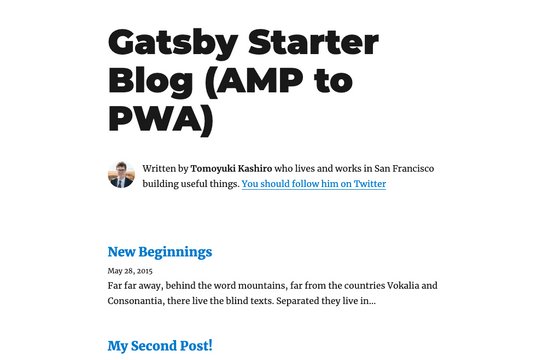 Gatsby Starter
Blog (AMP to
PWA)
Written by Tomoyuki Kashiro who lives and works in San Francisco
building useful things. You should follow him on Twitter
New Beginnings
May 28, 2015
Far far away, behind the word mountains, far from the countries Vokalia and
Consonantia, there live the blind texts. Separated they live in…
My Second Post!